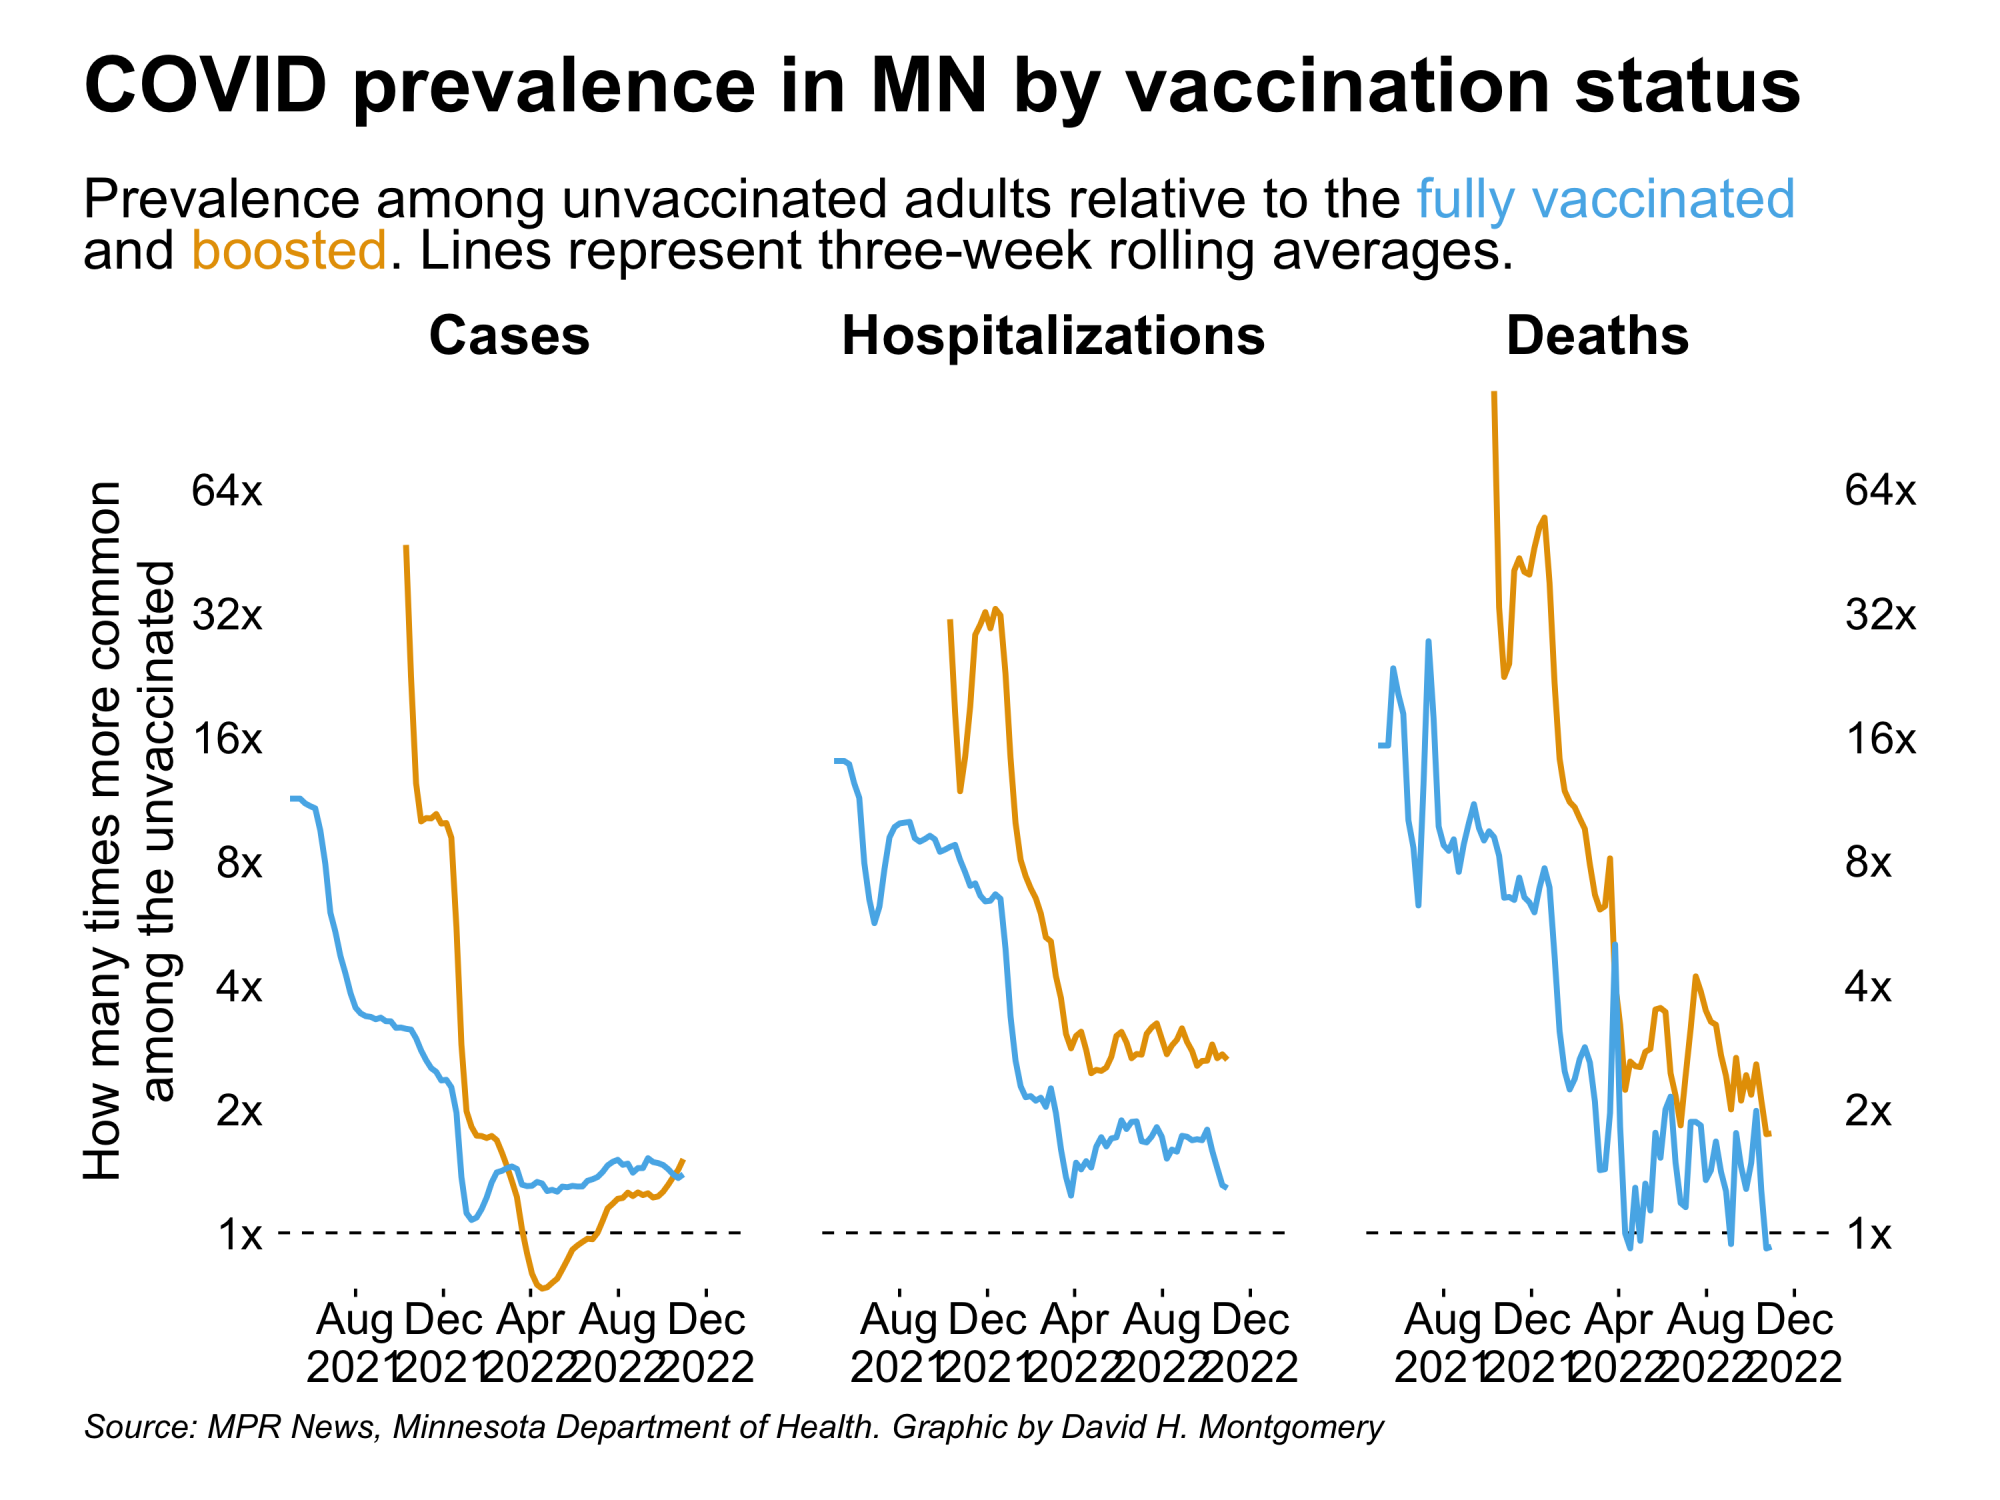 COVID prevalence in MN by vaccination status
Prevalence among unvaccinated adults relative to the fully vaccinated
and boosted. Lines represent three-week rolling averages.
Cases
Hospitalizations
Deaths
How many times more common
among the unvaccinated
64x
32x
16x
8x
4x
2x
1x
64x
32x
16x
8x
4x
2x
1x
Aug Dec Apr Aug Dec
2021 2021 2022 2022 2022
Aug Dec Apr Aug Dec
2021 2021 2022 2022 2022
Aug Dec Apr Aug Dec
2021 2021 2022 2022 2022
Source: MPR News, Minnesota Department of Health. Graphic by David H. Montgomery